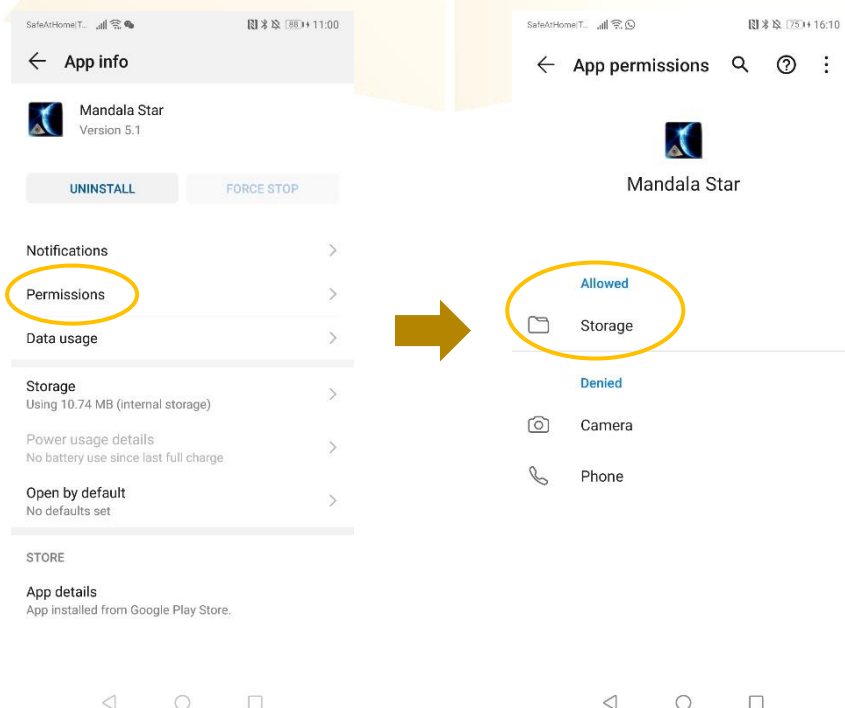 SafeAtHome|T...
88 11:00
App info
Mandala Star
Version 5.1
UNINSTALL
FORCE STOP
Notifications
Permissions
Data usage
Storage
Using 10.74 MB (internal storage)
Power usage details
No battery use since last full charge
Open by default
No defaults set
STORE
App details
App installed from Google Play Store.
SafeAtHome|T...
75 16:10
App permissions
Mandala Star
Allowed
Storage
Denied
Camera
Phone